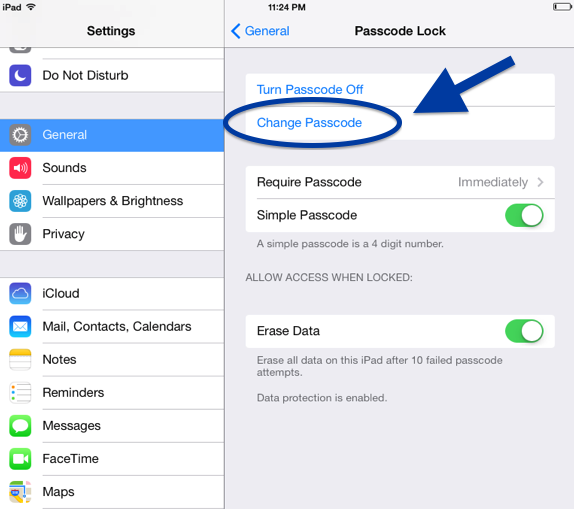 iPad 11:24 PM
Settings
General Passcode Lock
Do Not Disturb
General
Sounds
Wallpapers & Brightness
Privacy
iCloud
Mail, Contacts, Calendars
Notes
Reminders
Messages
FaceTime
Maps
Turn Passcode Off
Change Passcode
Require Passcode Immediately
Simple Passcode
A simple passcode is a 4 digit number.
ALLOW ACCESS WHEN LOCKED:
Erase Data
Erase all data on this iPad after 10 failed passcode
attempts.
Data protection is enabled.